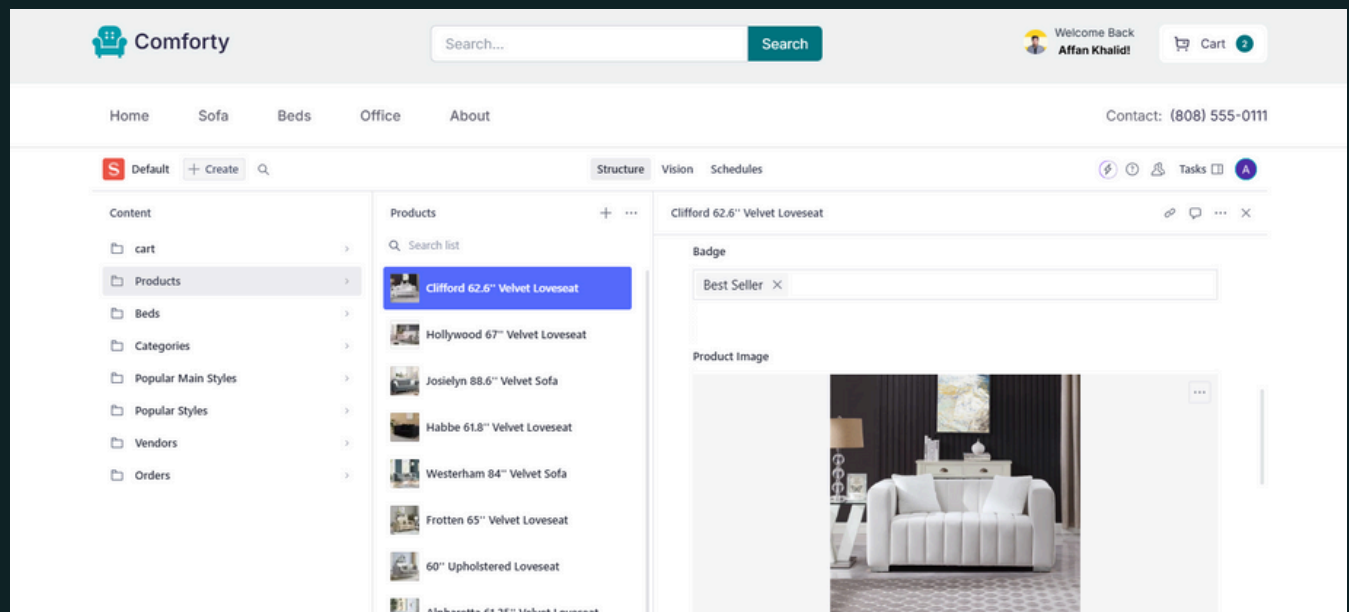 Comforty
Search...
Search
Welcome Back
Affan Khalid!
Cart 2
Home
Sofa
Beds
Office
About
Contact: (808) 555-0111
S
Default
+ Create
Structure
Vision
Schedules
Tasks
A
Content
cart
Products
Beds
Categories
Popular Main Styles
Popular Styles
Vendors
Orders
Products
Search list
Clifford 62.6'' Velvet Loveseat
Hollywood 67'' Velvet Loveseat
Josielyn 88.6'' Velvet Sofa
Habbe 61.8'' Velvet Loveseat
Westerham 84'' Velvet Sofa
Frotten 65'' Velvet Loveseat
60'' Upholstered Loveseat
Clifford 62.6'' Velvet Loveseat
Badge
Best Seller
Product Image